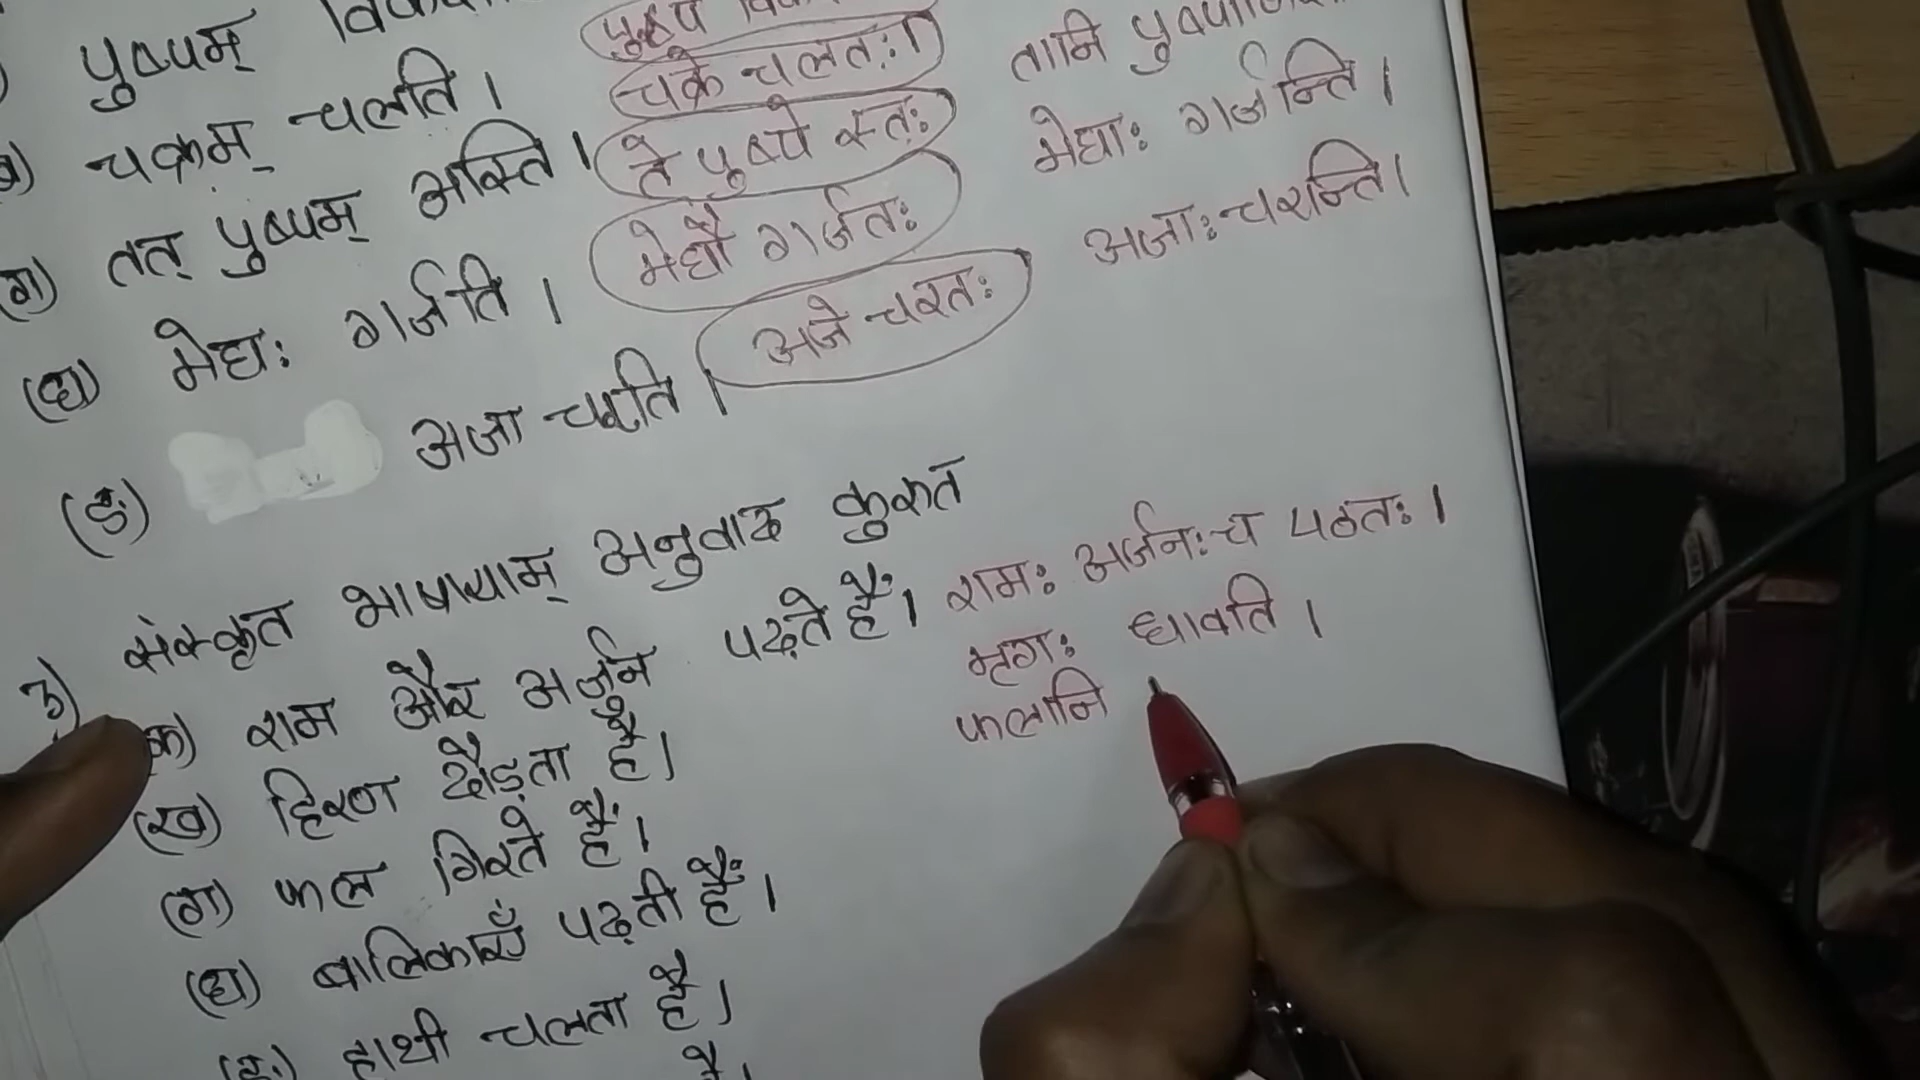 पुष्पम्
चक्रम् चलति । चक्रे चलतः। तानि
(ग) तत् पुष्पम् अस्ति । ते पुष्पे स्तः मेघाः गर्जन्ति ।
(घ) मेघः गर्जति । मेघौ गर्जतः अजाः चरन्ति।
(ङ) अजा चरति । अजे चरतः
3) संस्कृत भाषायाम् अनुवाद कुरुत
क) राम और अर्जुन पढ़ते हैं। रामः अर्जनः च पठतः ।
(ख) हिरण दौड़ता है। मृगः धावति ।
(ग) फल गिरते हैं। फलानि
(घ) बालिकाएँ पढ़ती हैं।
(ङ) हाथी चलता है।